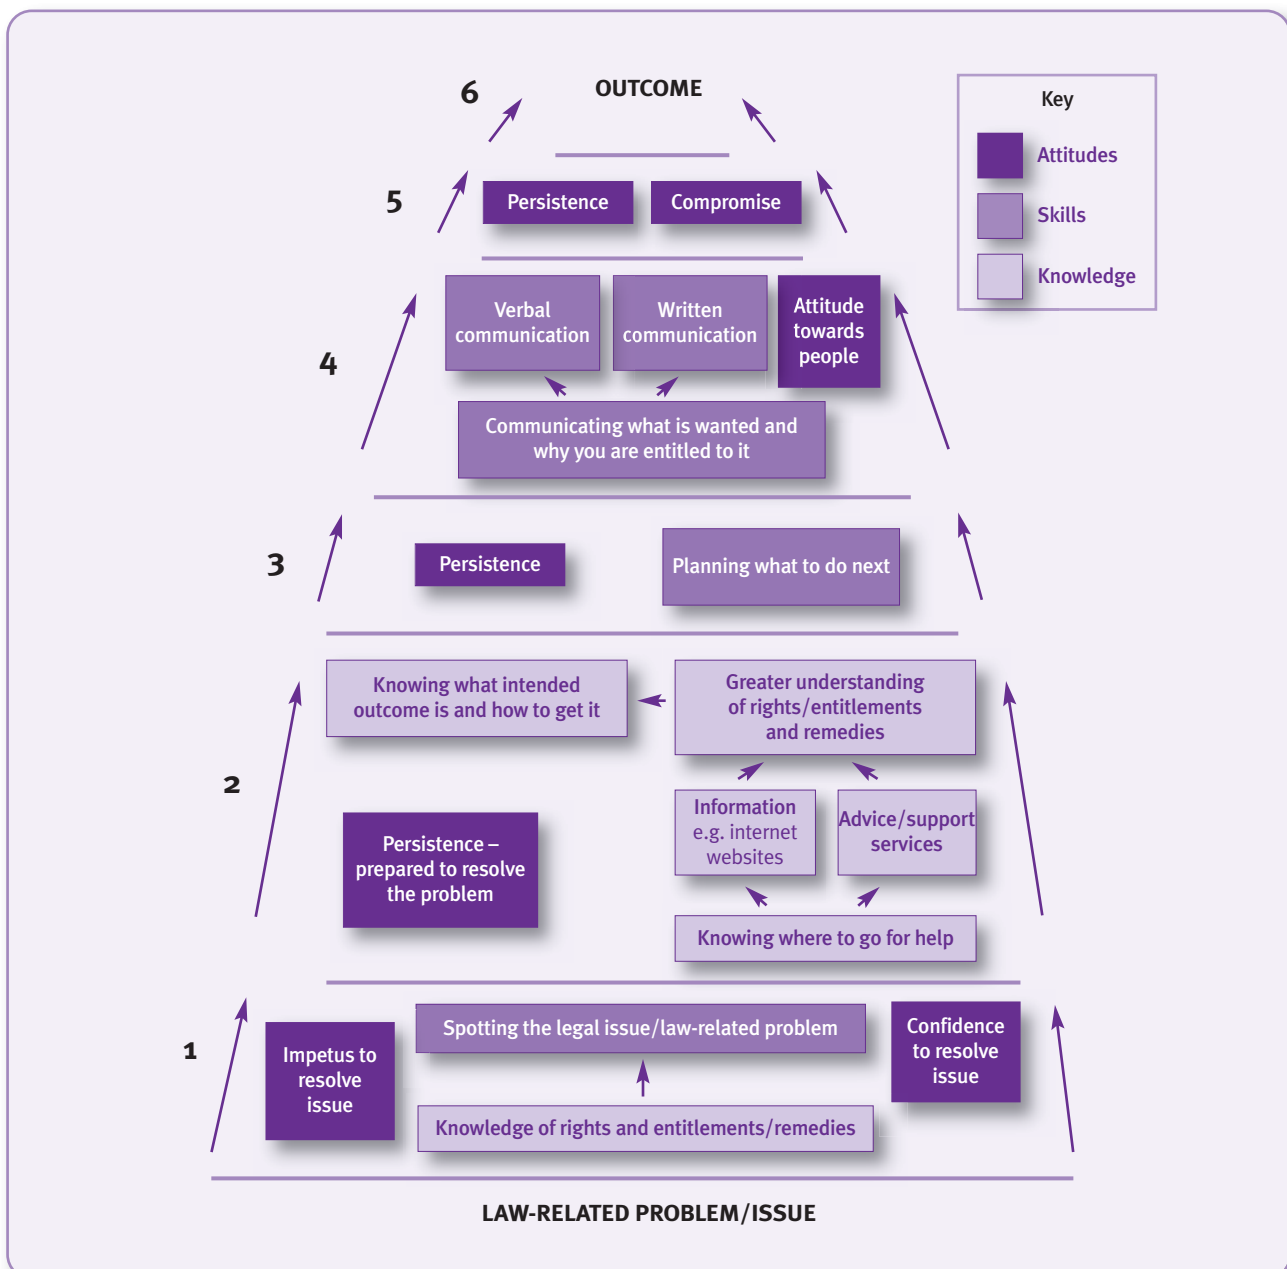 6
OUTCOME
Key
Attitudes
Skills
Knowledge
5
Persistence
Compromise
4
Verbal
communication
Written
communication
Attitude
towards
people
Communicating what is wanted and
why you are entitled to it
3
Persistence
Planning what to do next
2
Knowing what intended
outcome is and how to get it
Greater understanding
of rights/entitlements
and remedies
Information
e.g. internet
websites
Advice/support
services
Persistence –
prepared to resolve
the problem
Knowing where to go for help
1
Impetus to
resolve
issue
Spotting the legal issue/law-related problem
Confidence
to resolve
issue
Knowledge of rights and entitlements/remedies
LAW-RELATED PROBLEM/ISSUE